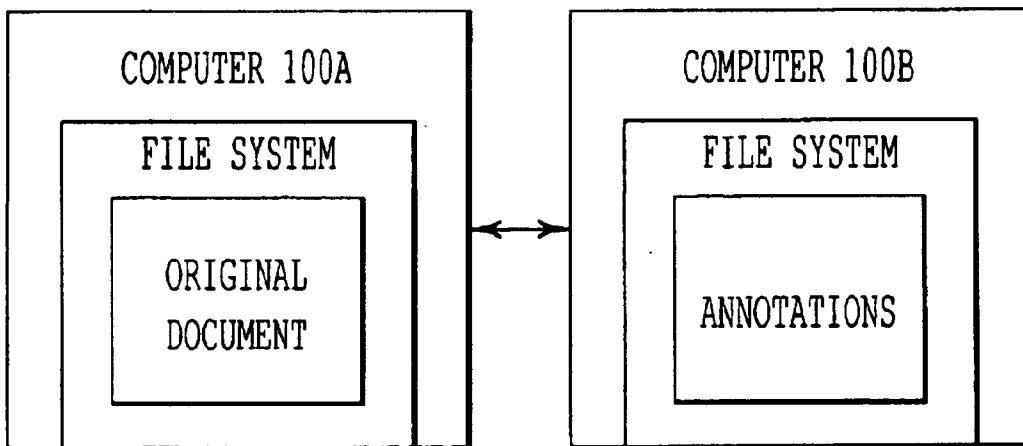 COMPUTER 100A
FILE SYSTEM
ORIGINAL
DOCUMENT
COMPUTER 100B
FILE SYSTEM
ANNOTATIONS